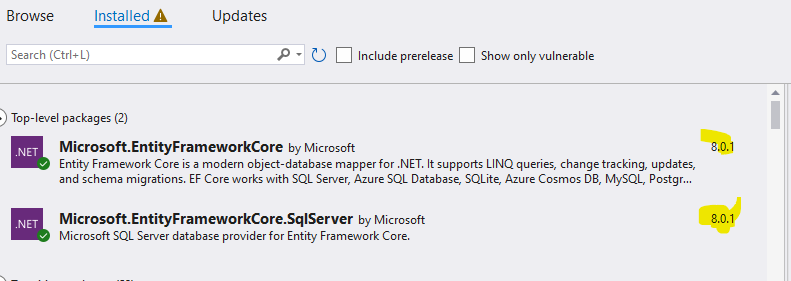 Browse Installed Updates
Search (Ctrl+L) Include prerelease Show only vulnerable
Top-level packages (2)
.NET Microsoft.EntityFrameworkCore by Microsoft 8.0.1
Entity Framework Core is a modern object-database mapper for .NET. It supports LINQ queries, change tracking, updates,
and schema migrations. EF Core works with SQL Server, Azure SQL Database, SQLite, Azure Cosmos DB, MySQL, Postgr...
.NET Microsoft.EntityFrameworkCore.SqlServer by Microsoft 8.0.1
Microsoft SQL Server database provider for Entity Framework Core.